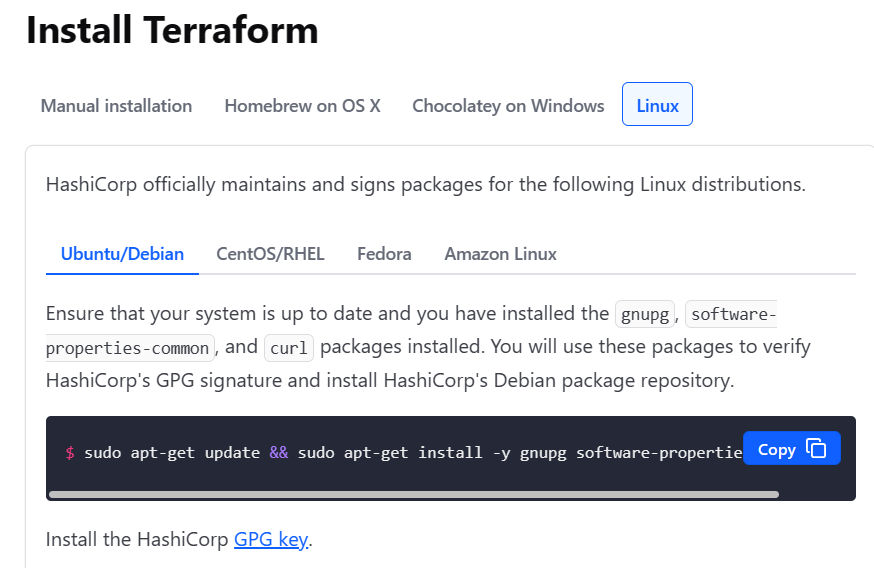 Install Terraform
Manual installation Homebrew on OS X Chocolatey on Windows Linux
HashiCorp officially maintains and signs packages for the following Linux distributions.
Ubuntu/Debian CentOS/RHEL Fedora Amazon Linux
Ensure that your system is up to date and you have installed the gnupg, software-
properties-common, and curl packages installed. You will use these packages to verify
HashiCorp's GPG signature and install HashiCorp's Debian package repository.
$ sudo apt-get update && sudo apt-get install -y gnupg software-propertie Copy
Install the HashiCorp GPG key.